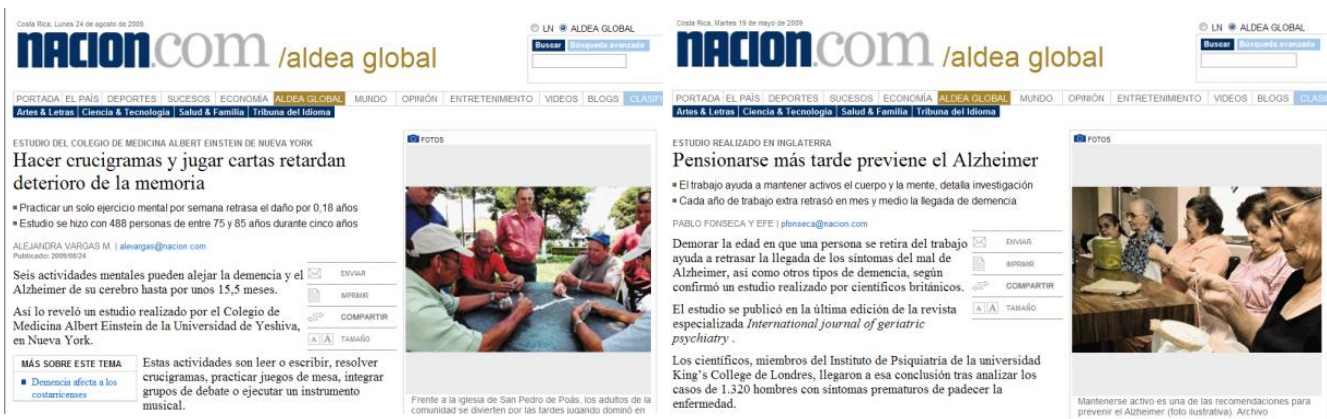 Costa Rica, Lunes 24 de agosto de 2009
nacion.com /aldea global
LN ALDEA GLOBAL
Buscar Búsqueda avanzada
PORTADA EL PAÍS DEPORTES SUCESOS ECONOMÍA ALDEA GLOBAL MUNDO OPINIÓN ENTRETENIMIENTO VIDEOS BLOGS CLASIF
Artes & Letras Ciencia & Tecnología Salud & Familia Tribuna del Idioma
ESTUDIO DEL COLEGIO DE MEDICINA ALBERT EINSTEIN DE NUEVA YORK
Hacer crucigramas y jugar cartas retardan
deterioro de la memoria
Practicar un solo ejercicio mental por semana retrasa el daño por 0,18 años
Estudio se hizo con 488 personas de entre 75 y 85 años durante cinco años
ALEJANDRA VARGAS M. | alevargas@nacion.com
Publicado: 2009/08/24
Seis actividades mentales pueden alejar la demencia y el
Alzheimer de su cerebro hasta por unos 15,5 meses.
Así lo reveló un estudio realizado por el Colegio de
Medicina Albert Einstein de la Universidad de Yeshiva,
en Nueva York.
ENVIAR
IMPRIMIR
COMPARTIR
A A TAMAÑO
MÁS SOBRE ESTE TEMA
Demencia afecta a los
costarricenses
Estas actividades son leer o escribir, resolver
crucigramas, practicar juegos de mesa, integrar
grupos de debate o ejecutar un instrumento
musical.
FOTOS
Frente a la iglesia de San Pedro de Poás, los adultos de la
comunidad se divierten por las tardes jugando dominó en
Costa Rica, Martes 19 de mayo de 2009
nacion.com /aldea global
LN ALDEA GLOBAL
Buscar Búsqueda avanzada
PORTADA EL PAÍS DEPORTES SUCESOS ECONOMÍA ALDEA GLOBAL MUNDO OPINIÓN ENTRETENIMIENTO VIDEOS BLOGS CLASI
Artes & Letras Ciencia & Tecnología Salud & Familia Tribuna del Idioma
ESTUDIO REALIZADO EN INGLATERRA
Pensionarse más tarde previene el Alzheimer
El trabajo ayuda a mantener activos el cuerpo y la mente, detalla investigación
Cada año de trabajo extra retrasó en mes y medio la llegada de demencia
PABLO FONSECA Y EFE | pfonseca@nacion.com
Demorar la edad en que una persona se retira del trabajo
ayuda a retrasar la llegada de los síntomas del mal de
Alzheimer, así como otros tipos de demencia, según
confirmó un estudio realizado por científicos británicos.
El estudio se publicó en la última edición de la revista
especializada International journal of geriatric
psychiatry .
ENVIAR
IMPRIMIR
COMPARTIR
A A TAMAÑO
Los científicos, miembros del Instituto de Psiquiatría de la universidad
King's College de Londres, llegaron a esa conclusión tras analizar los
casos de 1.320 hombres con síntomas prematuros de padecer la
enfermedad.
FOTOS
Mantenerse activo es una de las recomendaciones para
prevenir el Alzheimer (foto ilustrativa). Archivo